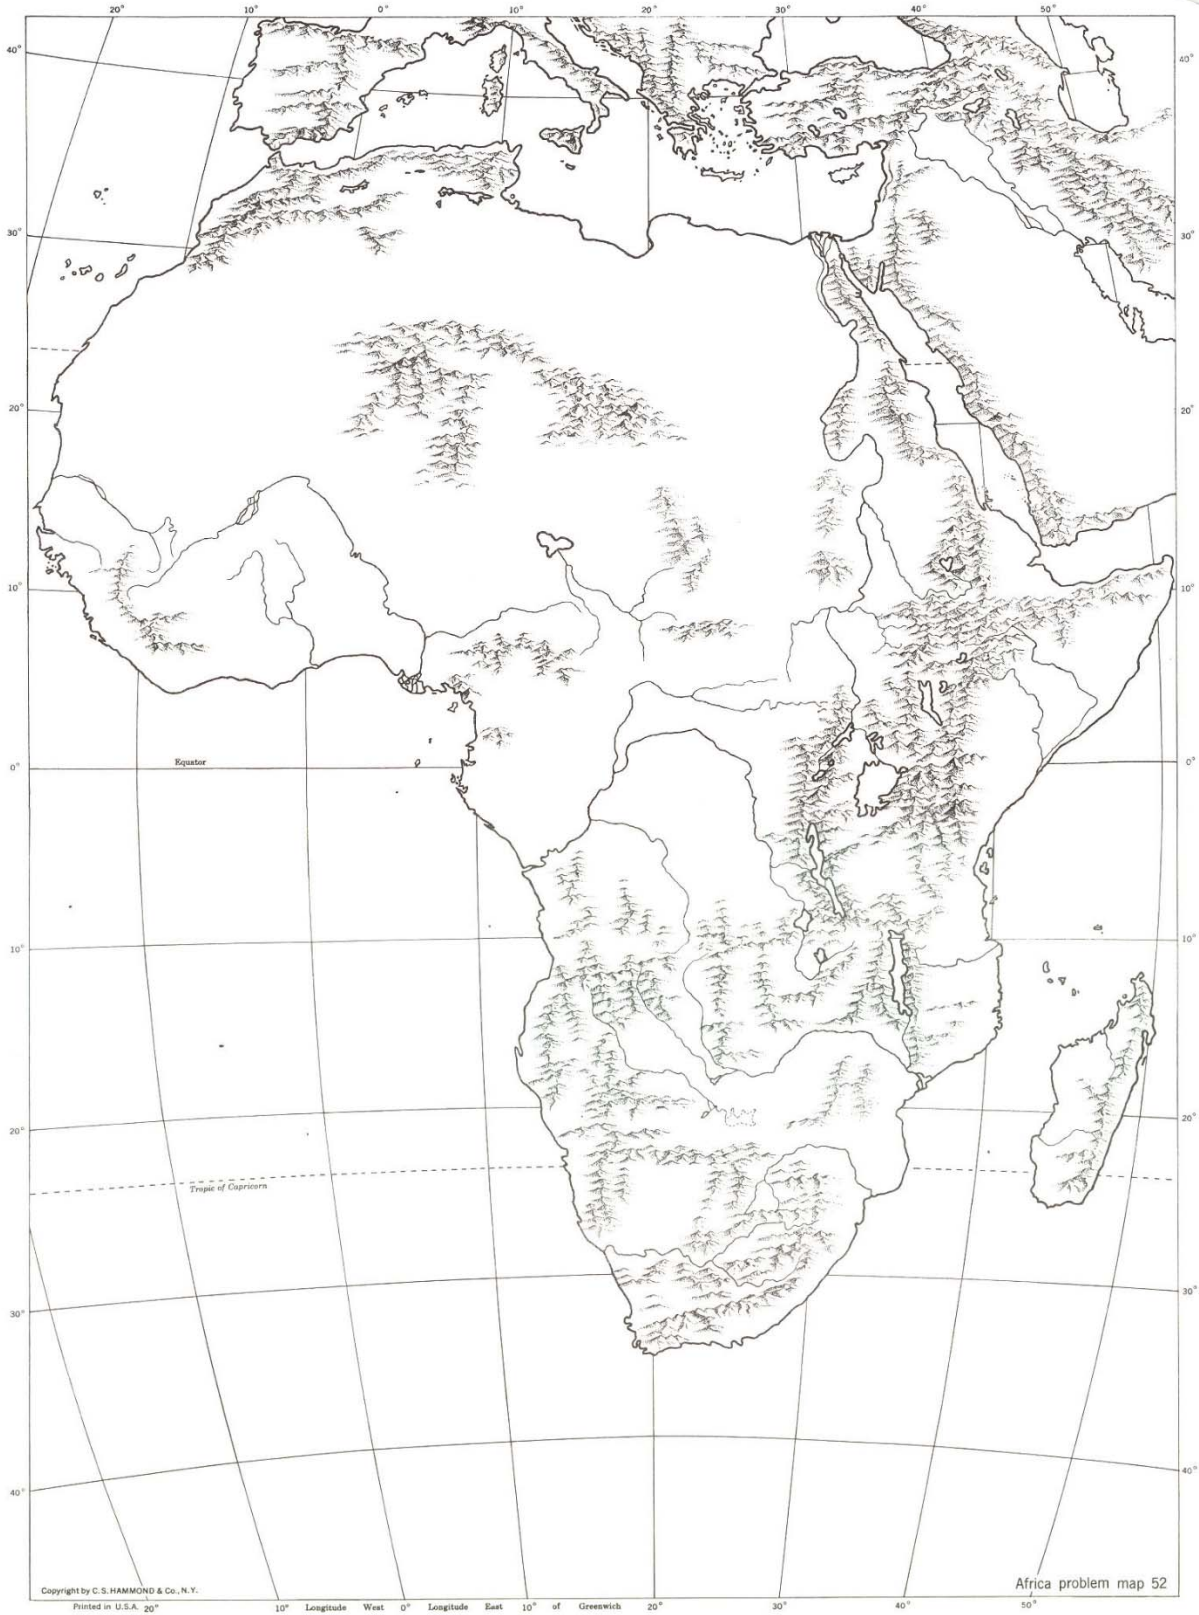 20° 10° 0° 10° 20° 30° 40° 50°
40° 40°
30° 30°
20° 20°
10° 10°
Equator
0° 0°
10° 10°
20° 20°
Tropic of Capricorn
30° 30°
40° 40°
Copyright by C. S. HAMMOND & Co., N.Y.
Africa problem map 52
Printed in U.S.A. 20° 10° Longitude West 0° Longitude East 10° of Greenwich 20° 30° 40° 50°